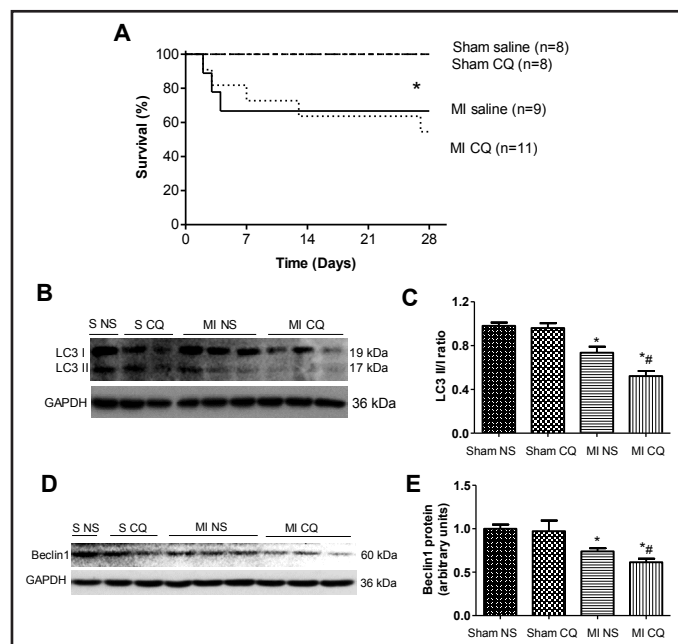 A
Sham saline (n=8)
Sham CQ (n=8)
*
MI saline (n=9)
MI CQ (n=11)
Survival (%)
100
80
60
40
20
0
0 7 14 21 28
Time (Days)
B
S NS S CQ MI NS MI CQ
LC3 I 19 kDa
LC3 II 17 kDa
GAPDH 36 kDa
C
LC3 II/I ratio
1.2
0.9
0.6
0.4
0.0
* *#
Sham NS Sham CQ MI NS MI CQ
D
S NS S CQ MI NS MI CQ
Beclin1 60 kDa
GAPDH 36 kDa
E
Beclin1 protein
(arbitrary units)
1.5
1.0
0.5
0.0
* *#
Sham NS Sham CQ MI NS MI CQ